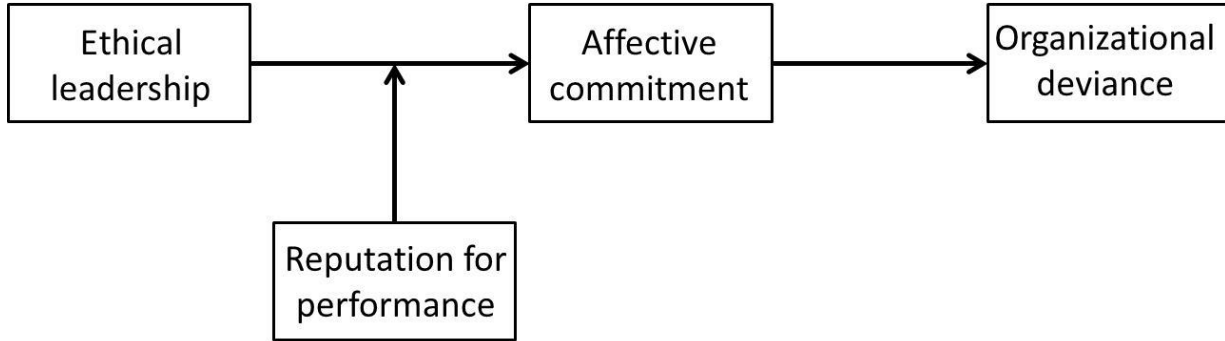 Ethical
leadership
Affective
commitment
Organizational
deviance
Reputation for
performance